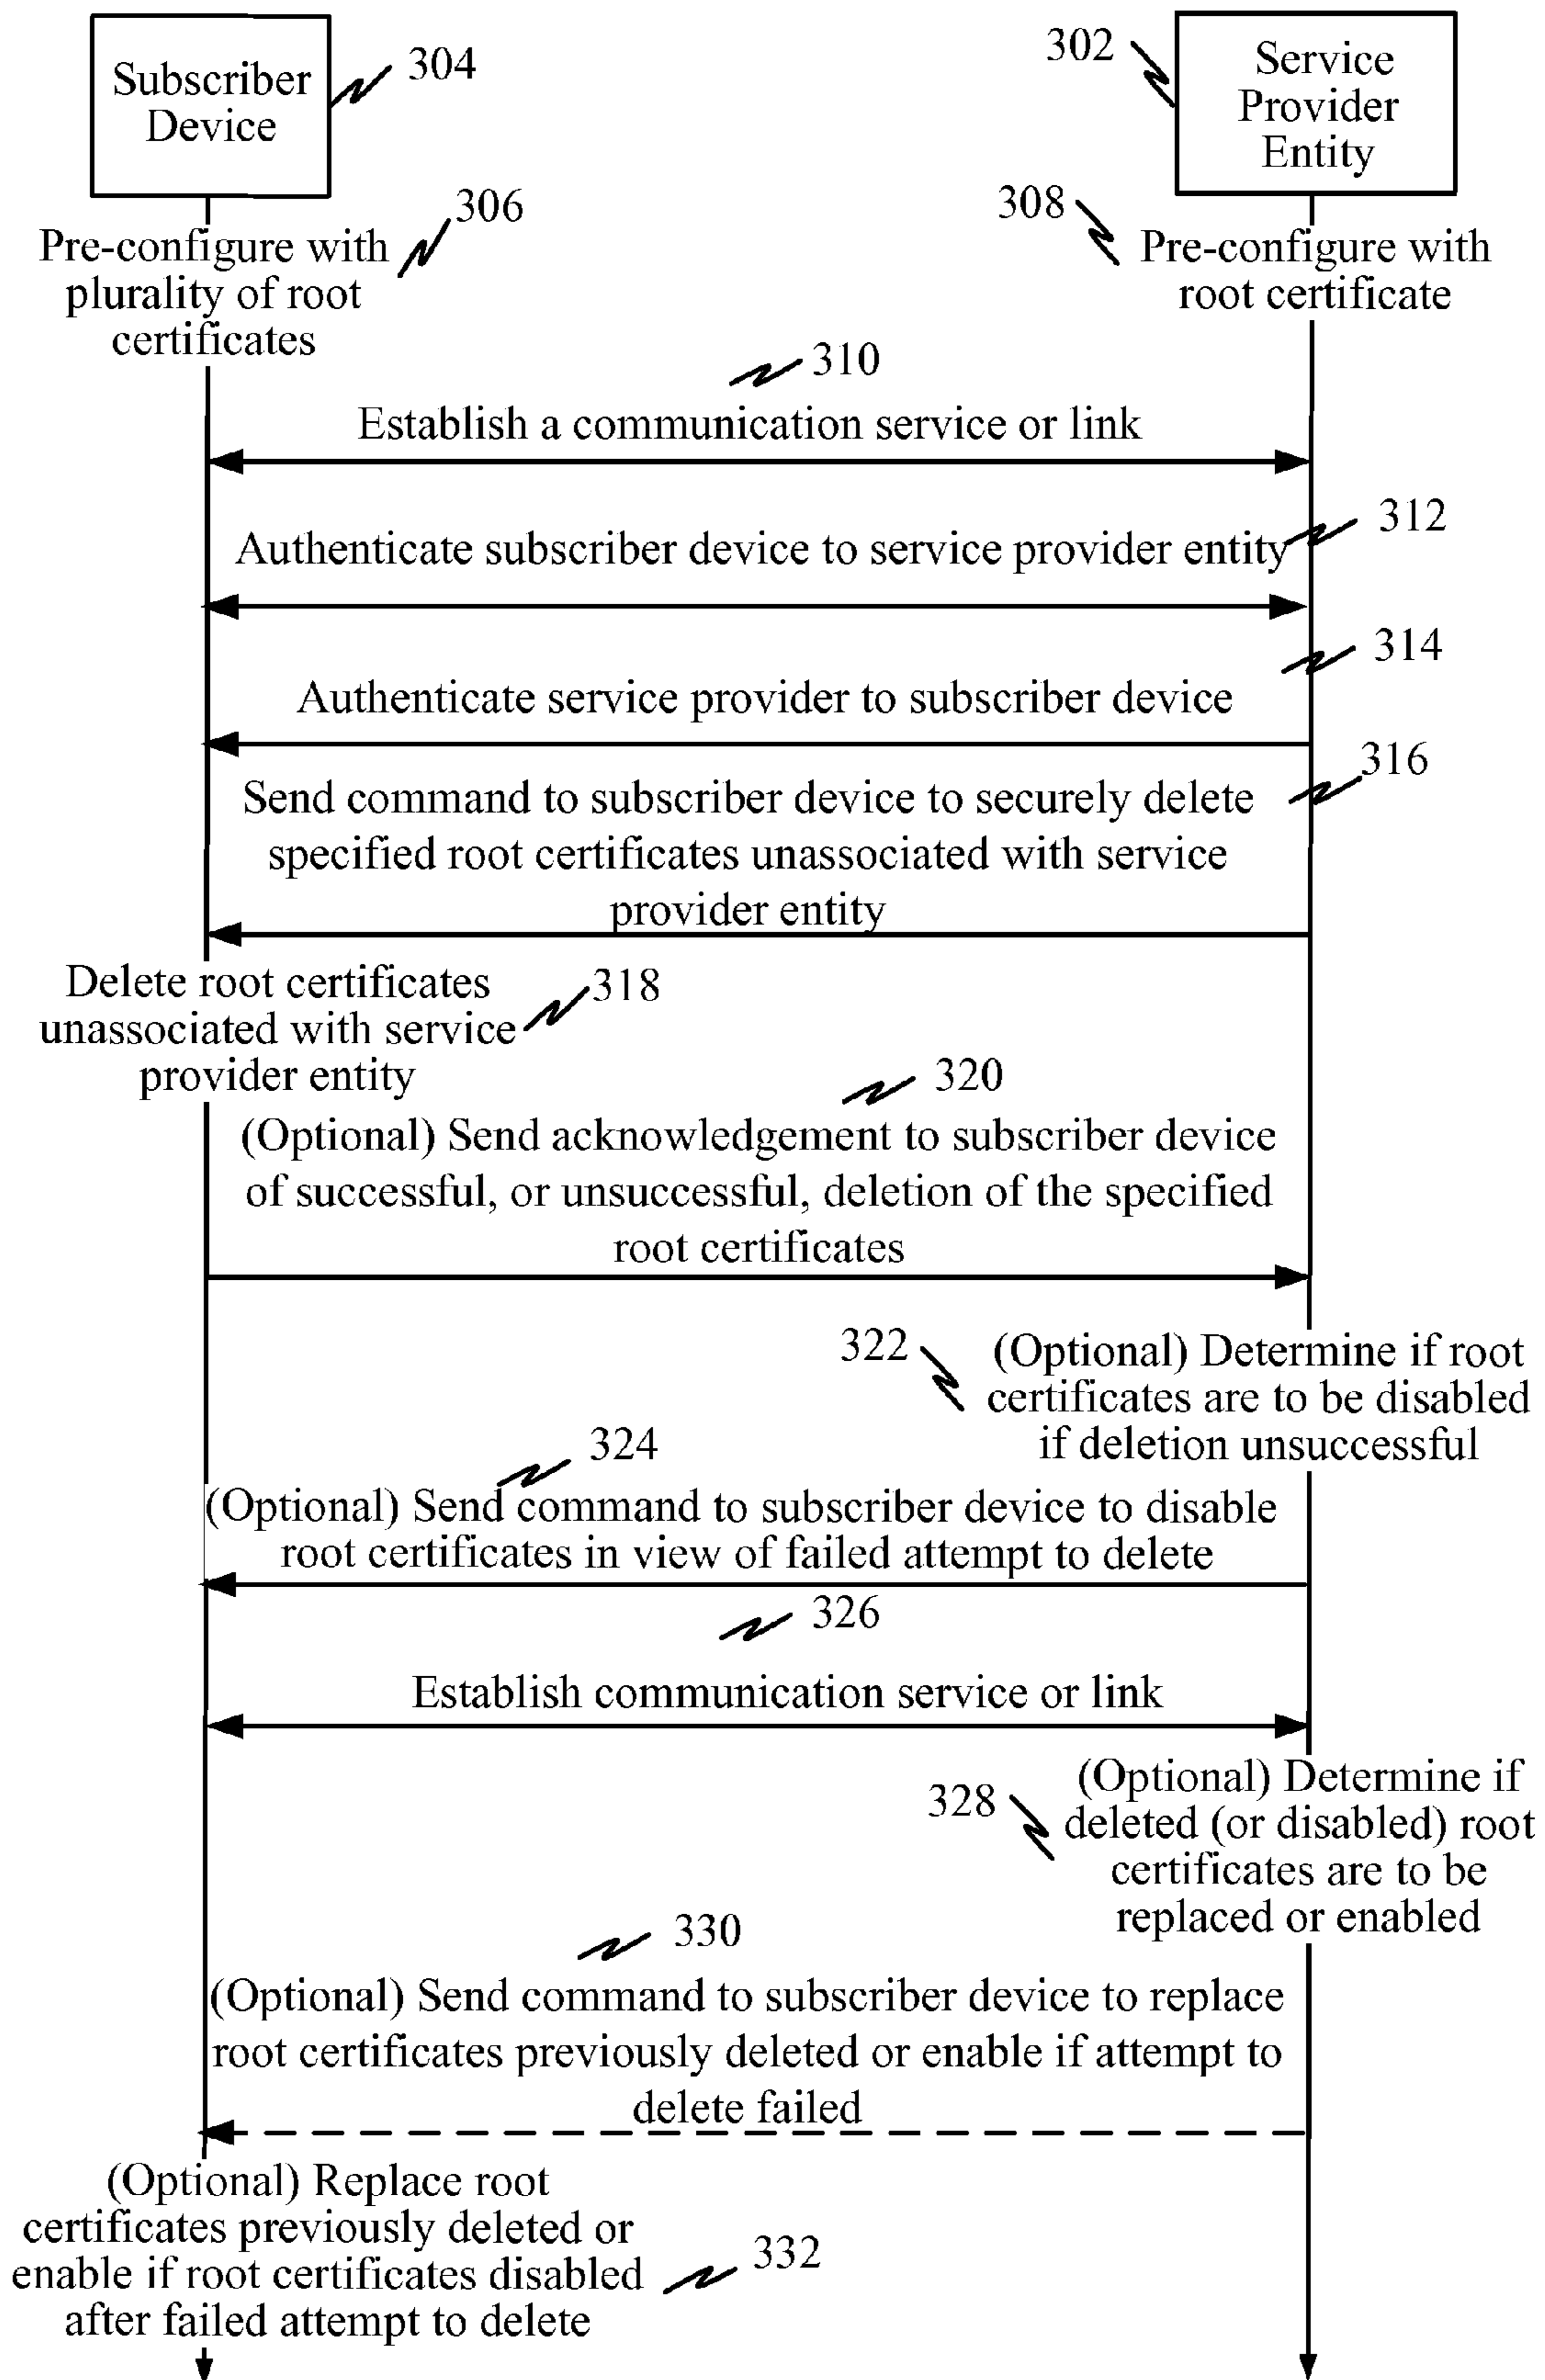 Subscriber
Device
304
302
Service
Provider
Entity
306
Pre-configure with
plurality of root
certificates
308
Pre-configure with
root certificate
310
Establish a communication service or link
312
Authenticate subscriber device to service provider entity
314
Authenticate service provider to subscriber device
316
Send command to subscriber device to securely delete
specified root certificates unassociated with service
provider entity
Delete root certificates
unassociated with service
provider entity
318
320
(Optional) Send acknowledgement to subscriber device
of successful, or unsuccessful, deletion of the specified
root certificates
322
(Optional) Determine if root
certificates are to be disabled
if deletion unsuccessful
324
(Optional) Send command to subscriber device to disable
root certificates in view of failed attempt to delete
326
Establish communication service or link
328
(Optional) Determine if
deleted (or disabled) root
certificates are to be
replaced or enabled
330
(Optional) Send command to subscriber device to replace
root certificates previously deleted or enable if attempt to
delete failed
(Optional) Replace root
certificates previously deleted or
enable if root certificates disabled
after failed attempt to delete
332